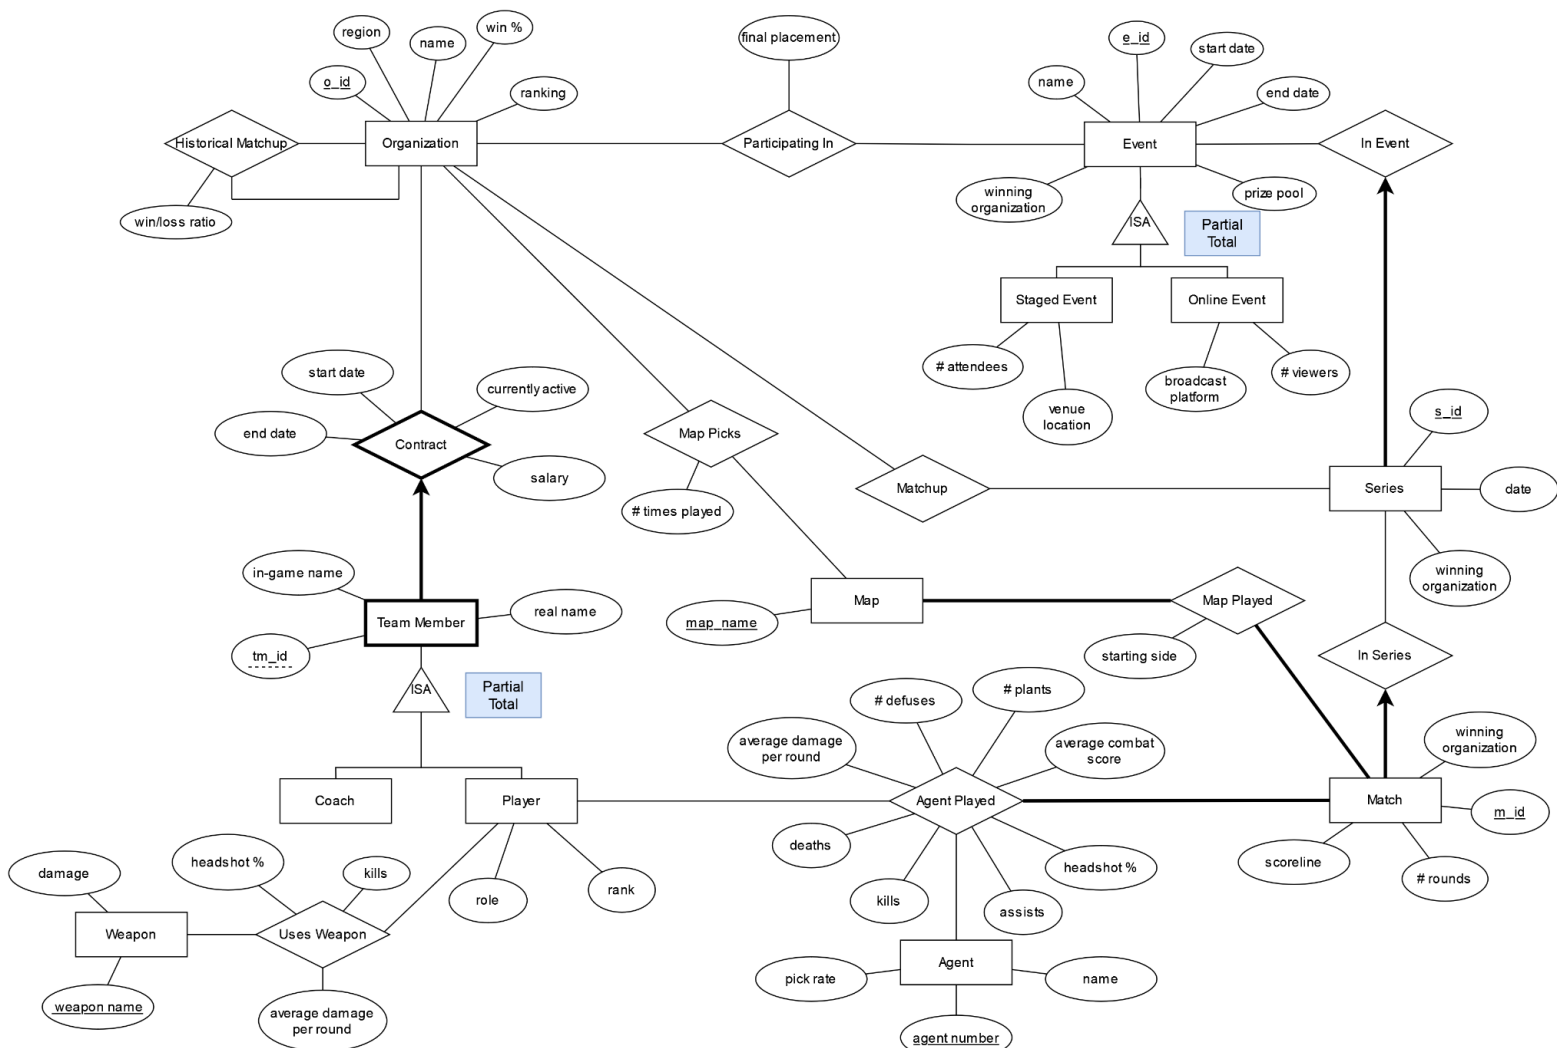 final placement
e_id
win %
region
name
start date
o_id
name
ranking
end date
Historical Matchup
Organization
Participating In
Event
In Event
winning
organization
prize pool
win/loss ratio
ISA
Partial
Total
Staged Event
Online Event
# attendees
start date
# viewers
currently active
broadcast
platform
venue
location
s_id
end date
Contract
Map Picks
salary
Matchup
Series
date
# times played
in-game name
winning
organization
Map
Map Played
real name
Team Member
map_name
tm_id
starting side
In Series
ISA
Partial
Total
# defuses
# plants
average damage
per round
average combat
score
winning
organization
Coach
Player
Agent Played
Match
m_id
deaths
headshot %
scoreline
headshot %
damage
kills
rank
# rounds
role
kills
assists
Weapon
Uses Weapon
Agent
pick rate
name
weapon name
average damage
per round
agent number